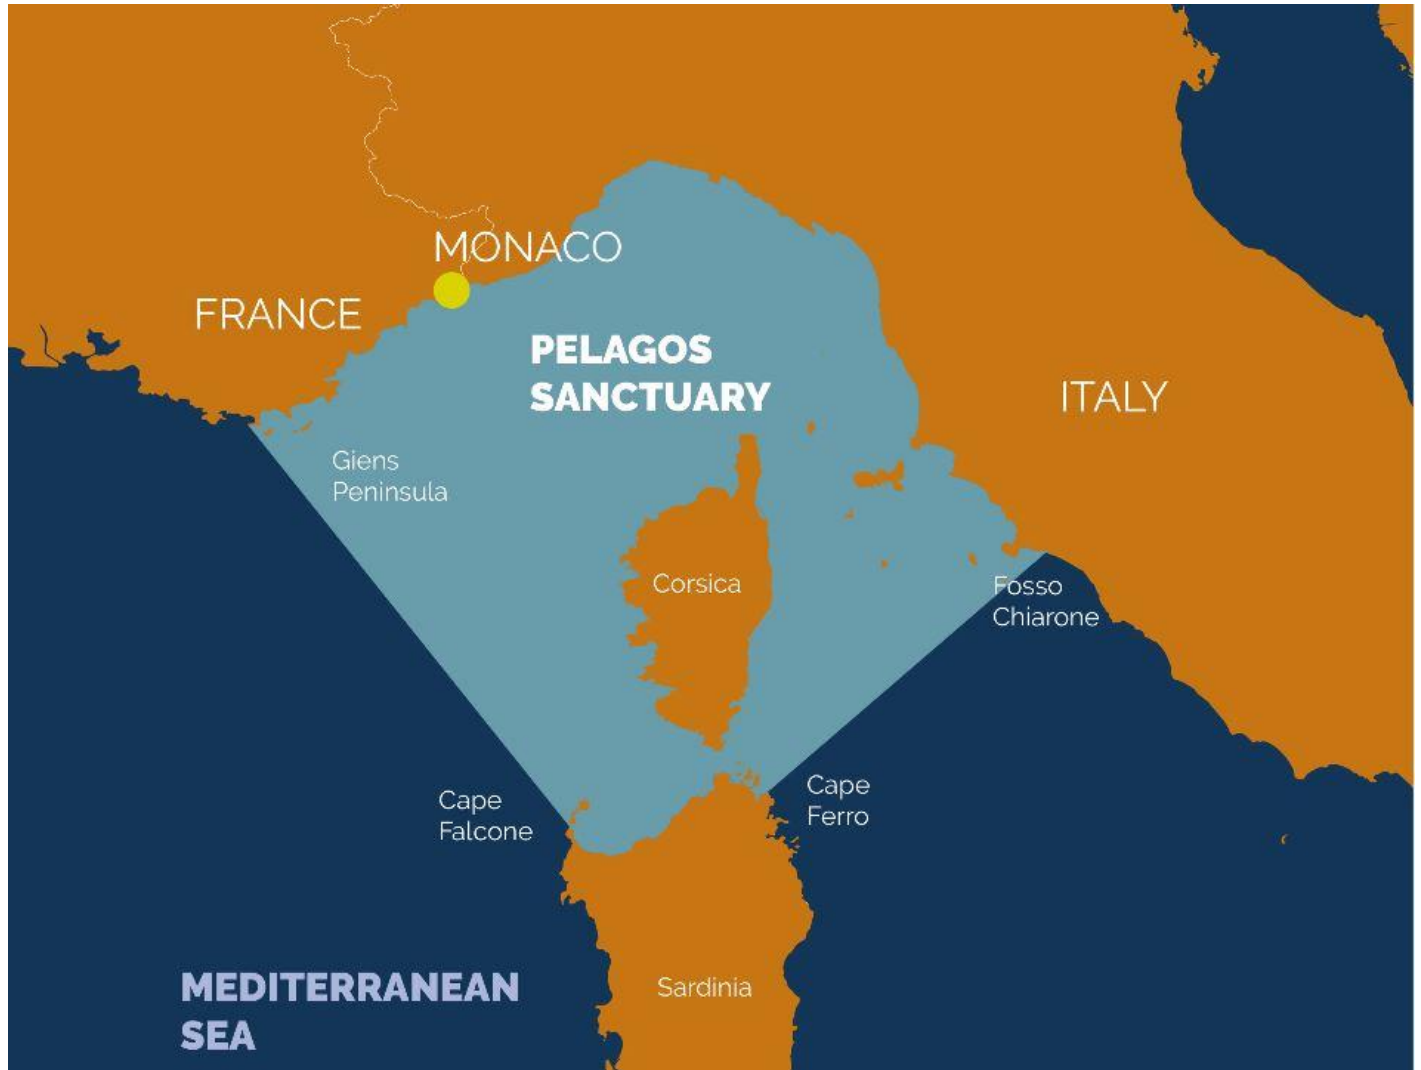 MONACO
FRANCE
PELAGOS
SANCTUARY
ITALY
Giens
Peninsula
Corsica
Fosso
Chiarone
Cape
Falcone
Cape
Ferro
MEDITERRANEAN
SEA
Sardinia